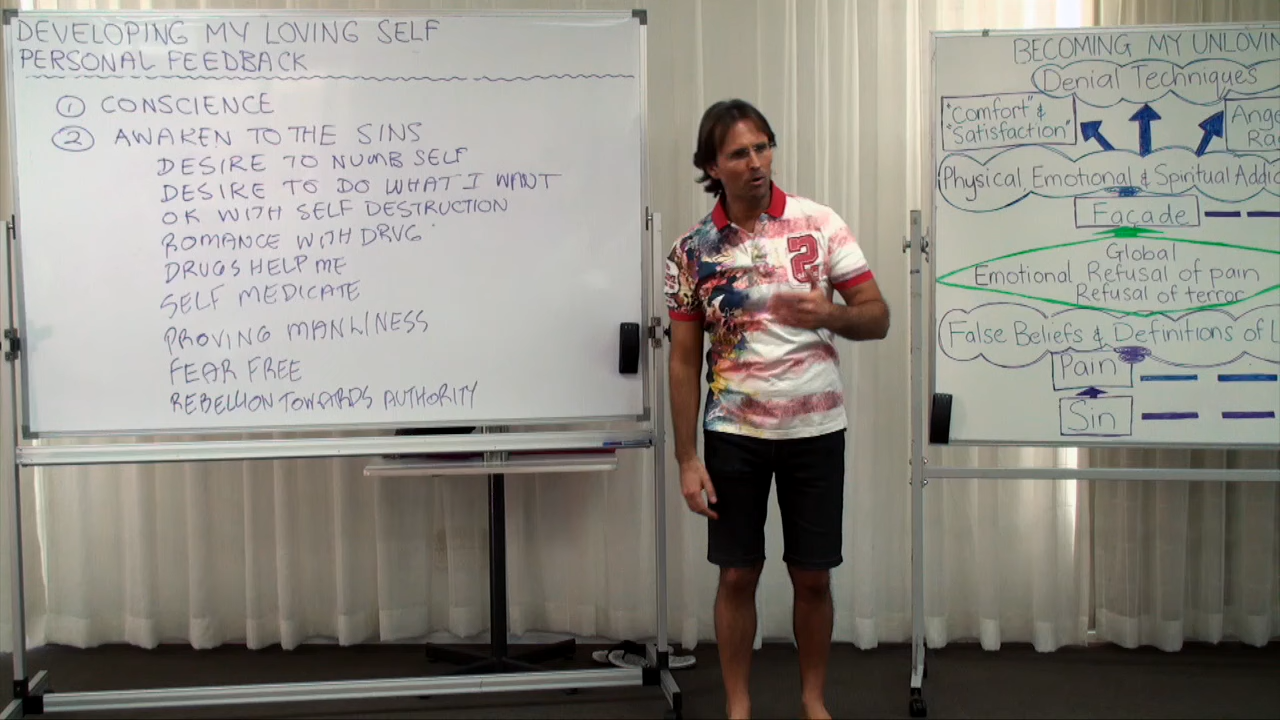 DEVELOPING MY LOVING SELF
PERSONAL FEEDBACK
① CONSCIENCE
② AWAKEN TO THE SINS
DESIRE TO NUMB SELF
DESIRE TO DO WHAT I WANT
OK WITH SELF DESTRUCTION
ROMANCE WITH DRUG
DRUGS HELP ME
SELF MEDICATE
PROVING MANLINESS
FEAR FREE
REBELLION TOWARDS AUTHORITY
2
BECOMING MY UNLOVIN
Denial Techniques
"Comfort" &
"Satisfaction"
Ange
Ra
Physical Emotional & Spiritual Addic
Façade
Global
Emotional Refusal of pain
Refusal of terror
False Beliefs & Definitions of L
Pain
Sin